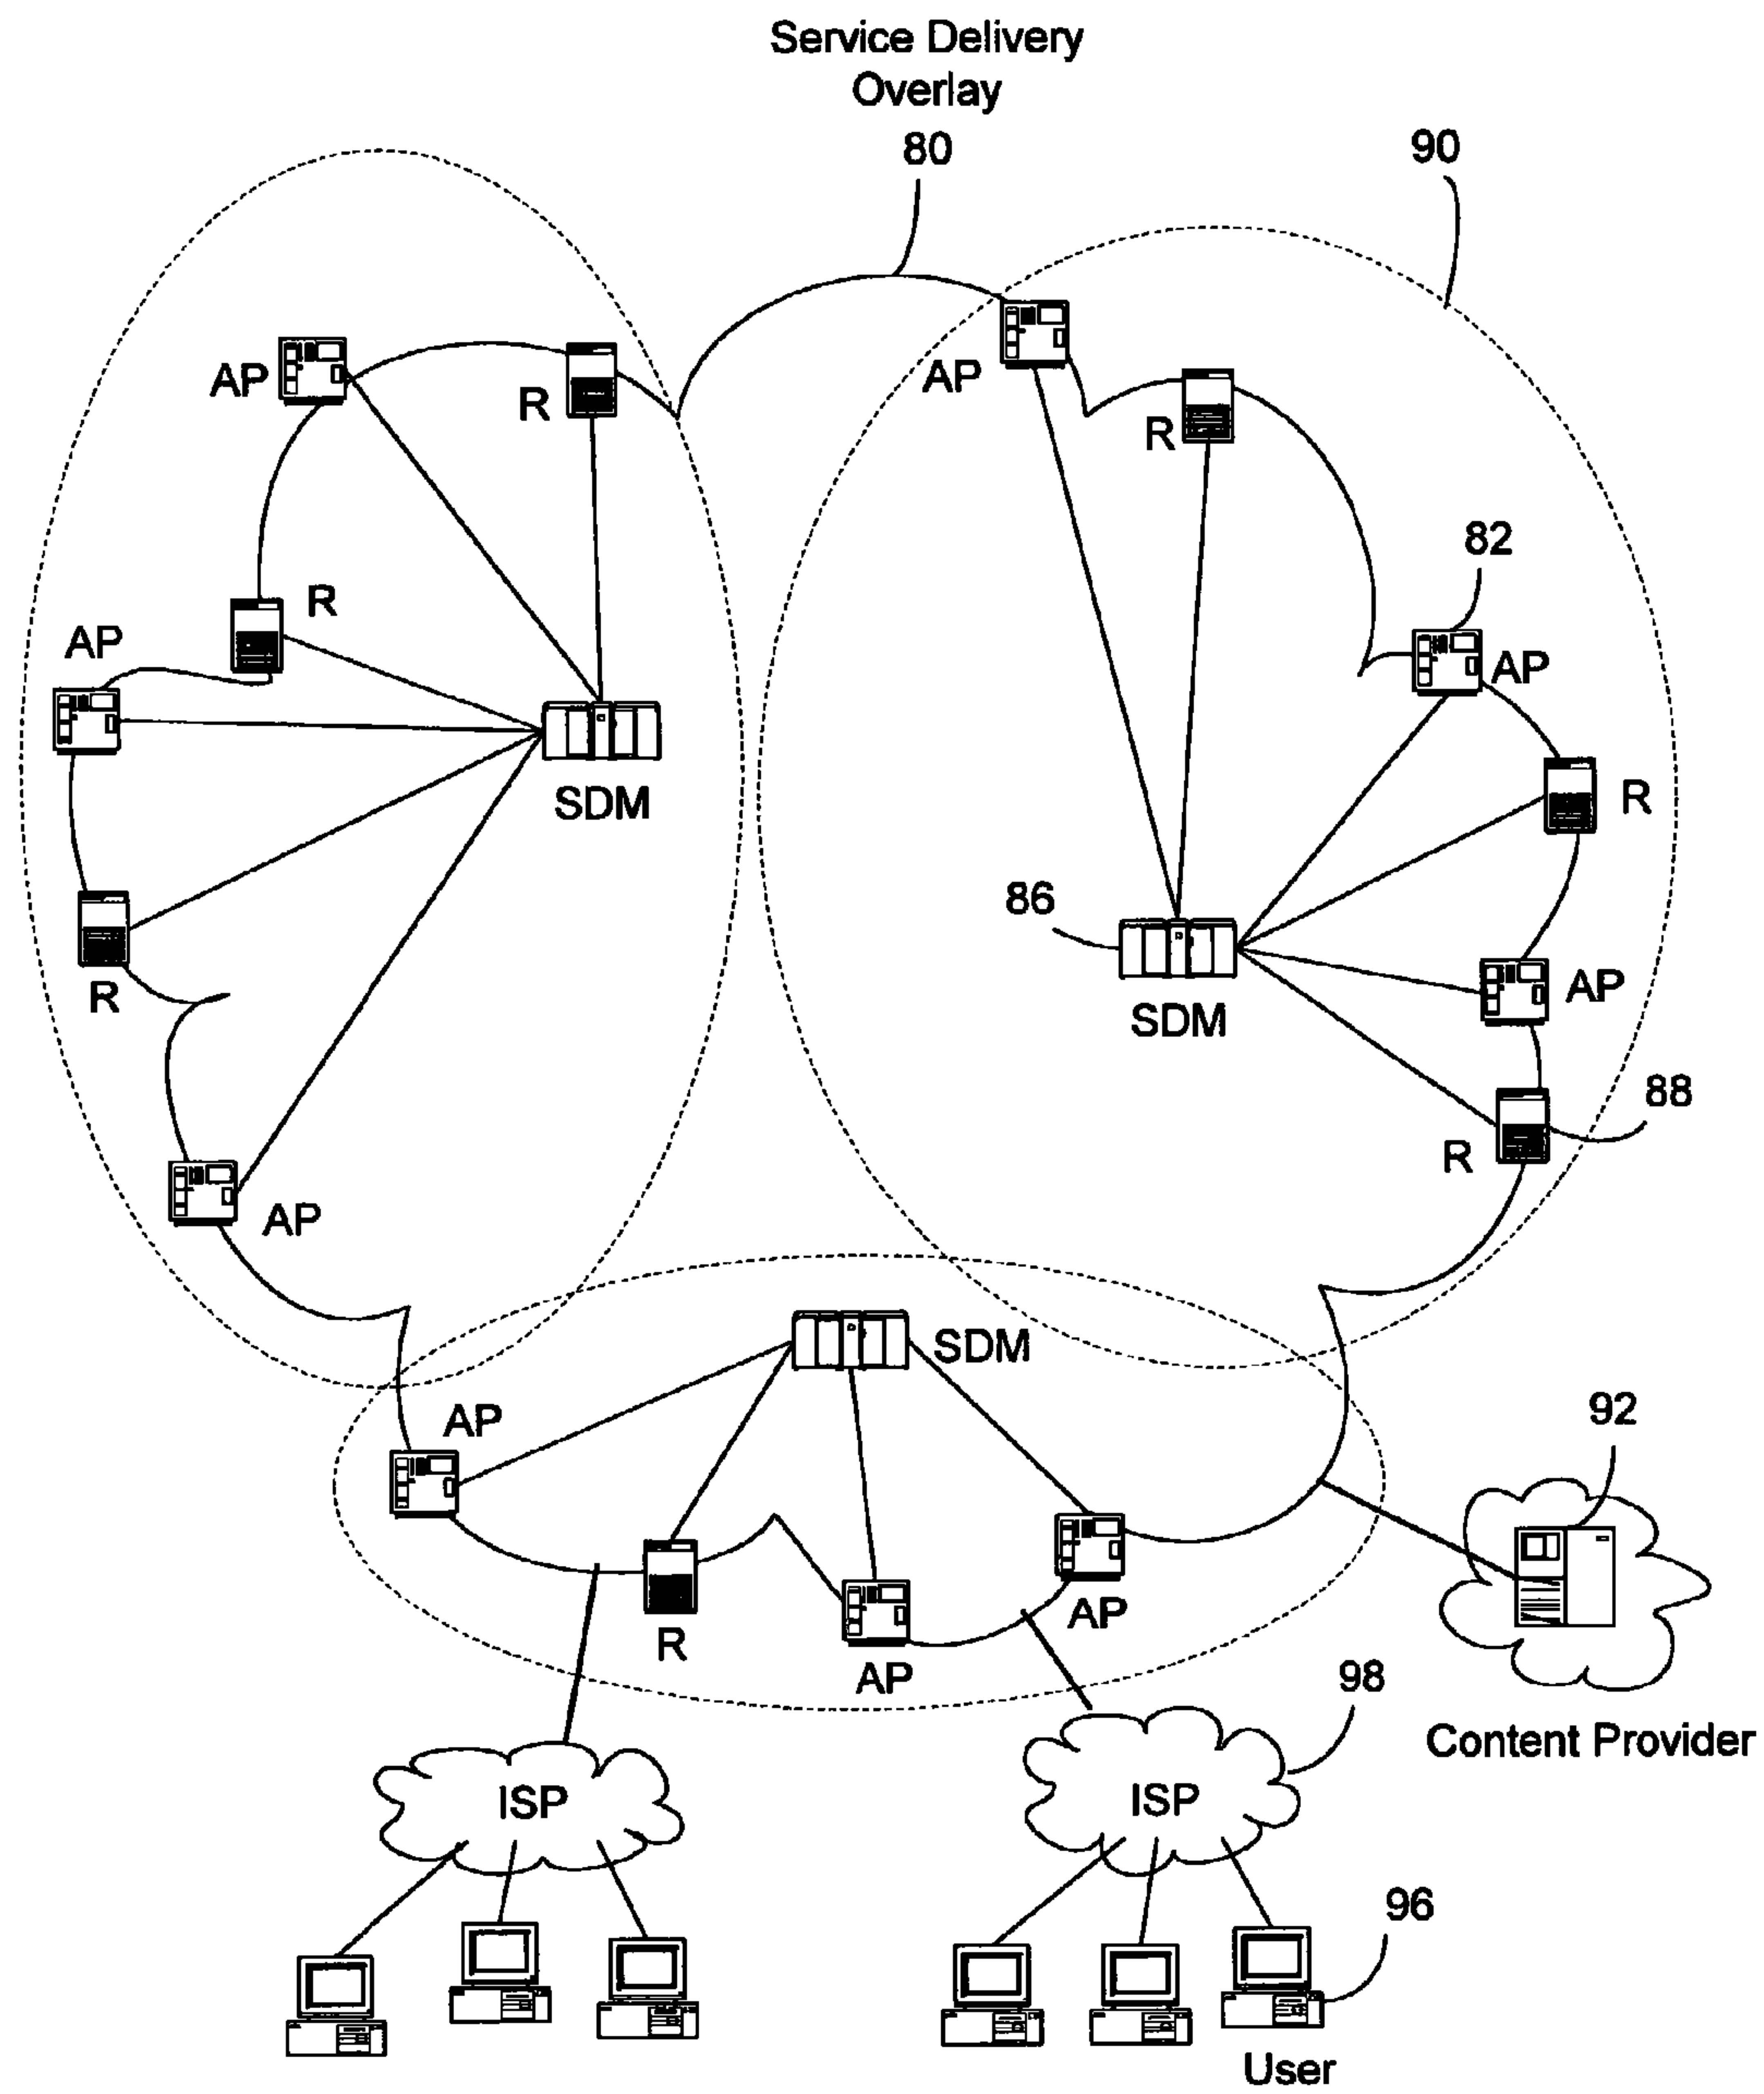 Service Delivery
Overlay
80
90
AP
R
AP
R
82
R
AP
AP
R
SDM
86
R
AP
SDM
88
R
AP
SDM
AP
92
R
AP
AP
98
Content Provider
ISP
ISP
96
User